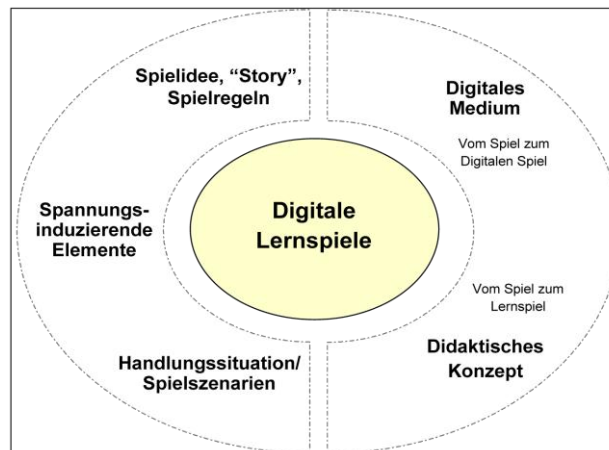 Spielidee, “Story”,
Spielregeln
Digitales
Medium
Vom Spiel zum
Digitalen Spiel
Spannungs-
induzierende
Elemente
Digitale
Lernspiele
Vom Spiel zum
Lernspiel
Handlungssituation/
Spielszenarien
Didaktisches
Konzept